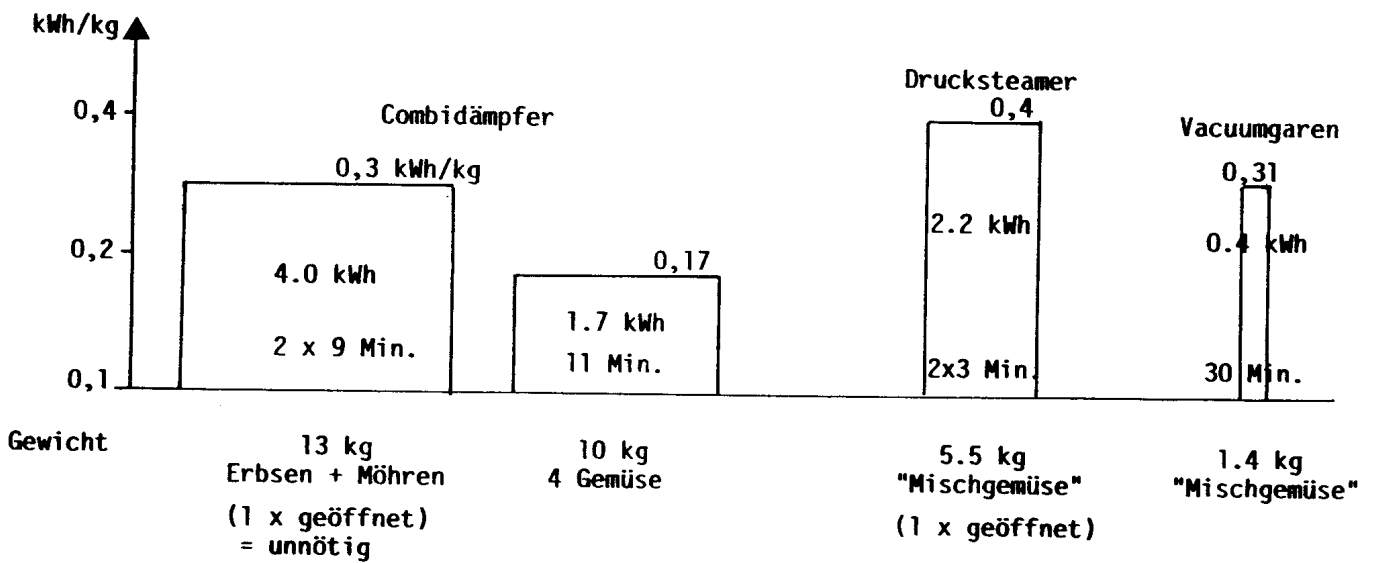 kWh/kg
0,4
0,2
0,1
Combidämpfer
0,3 kWh/kg
4.0 kWh
2 x 9 Min.
0,17
1.7 kWh
11 Min.
Drucksteamer
0,4
2.2 kWh
2x3 Min.
Vacuumgaren
0,31
0.4 kWh
30 Min.
Gewicht
13 kg
Erbsen + Möhren
(1 x geöffnet)
= unnötig
10 kg
4 Gemüse
5.5 kg
"Mischgemüse"
(1 x geöffnet)
1.4 kg
"Mischgemüse"